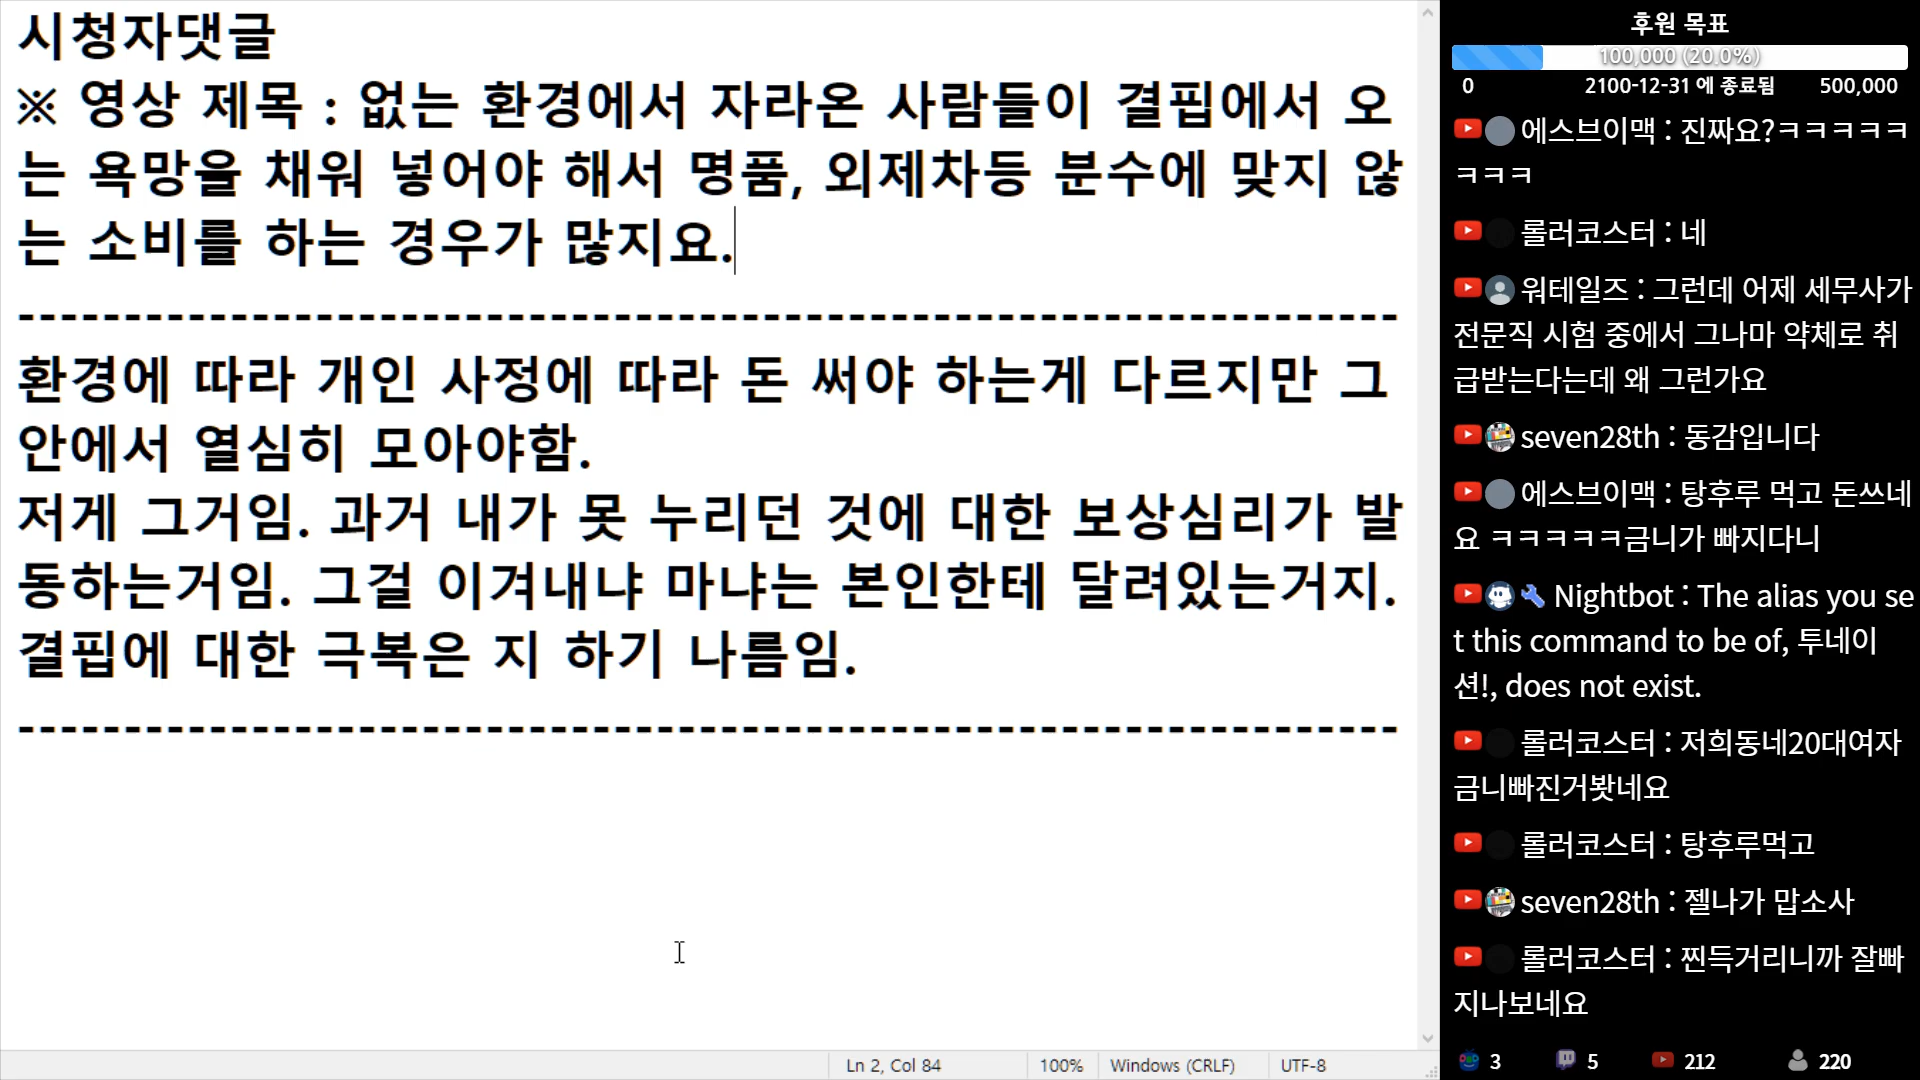 시청자댓글
※ 영상 제목 : 없는 환경에서 자라온 사람들이 결핍에서 오
는 욕망을 채워 넣어야 해서 명품, 외제차등 분수에 맞지 않
는 소비를 하는 경우가 많지요.
------------------------------------------------------------------
환경에 따라 개인 사정에 따라 돈 써야 하는게 다르지만 그
안에서 열심히 모아야함.
저게 그거임. 과거 내가 못 누리던 것에 대한 보상심리가 발
동하는거임. 그걸 이겨내냐 마냐는 본인한테 달려있는거지.
결핍에 대한 극복은 지 하기 나름임.
------------------------------------------------------------------
Ln 2, Col 84
100%
Windows (CRLF)
UTF-8
후원 목표
100,000 (20.0%)
0 2100-12-31 에 종료됨 500,000
에스브이맥 : 진짜요?ㅋㅋㅋㅋㅋ
ㅋㅋㅋ
롤러코스터 : 네
워테일즈 : 그런데 어제 세무사가
전문직 시험 중에서 그나마 약체로 취
급받는다는데 왜 그런가요
seven28th : 동감입니다
에스브이맥 : 탕후루 먹고 돈쓰네
요 ㅋㅋㅋㅋㅋ금니가 빠지다니
Nightbot : The alias you se
t this command to be of, 투네이
션!, does not exist.
롤러코스터 : 저희동네20대여자
금니빠진거봣네요
롤러코스터 : 탕후루먹고
seven28th : 젤나가 맙소사
롤러코스터 : 찐득거리니까 잘빠
지나보네요
3 5 212 220